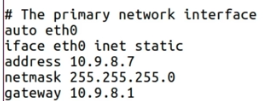 # The primary network interface
auto eth0
iface eth0 inet static
address 10.9.8.7
netmask 255.255.255.0
gateway 10.9.8.1